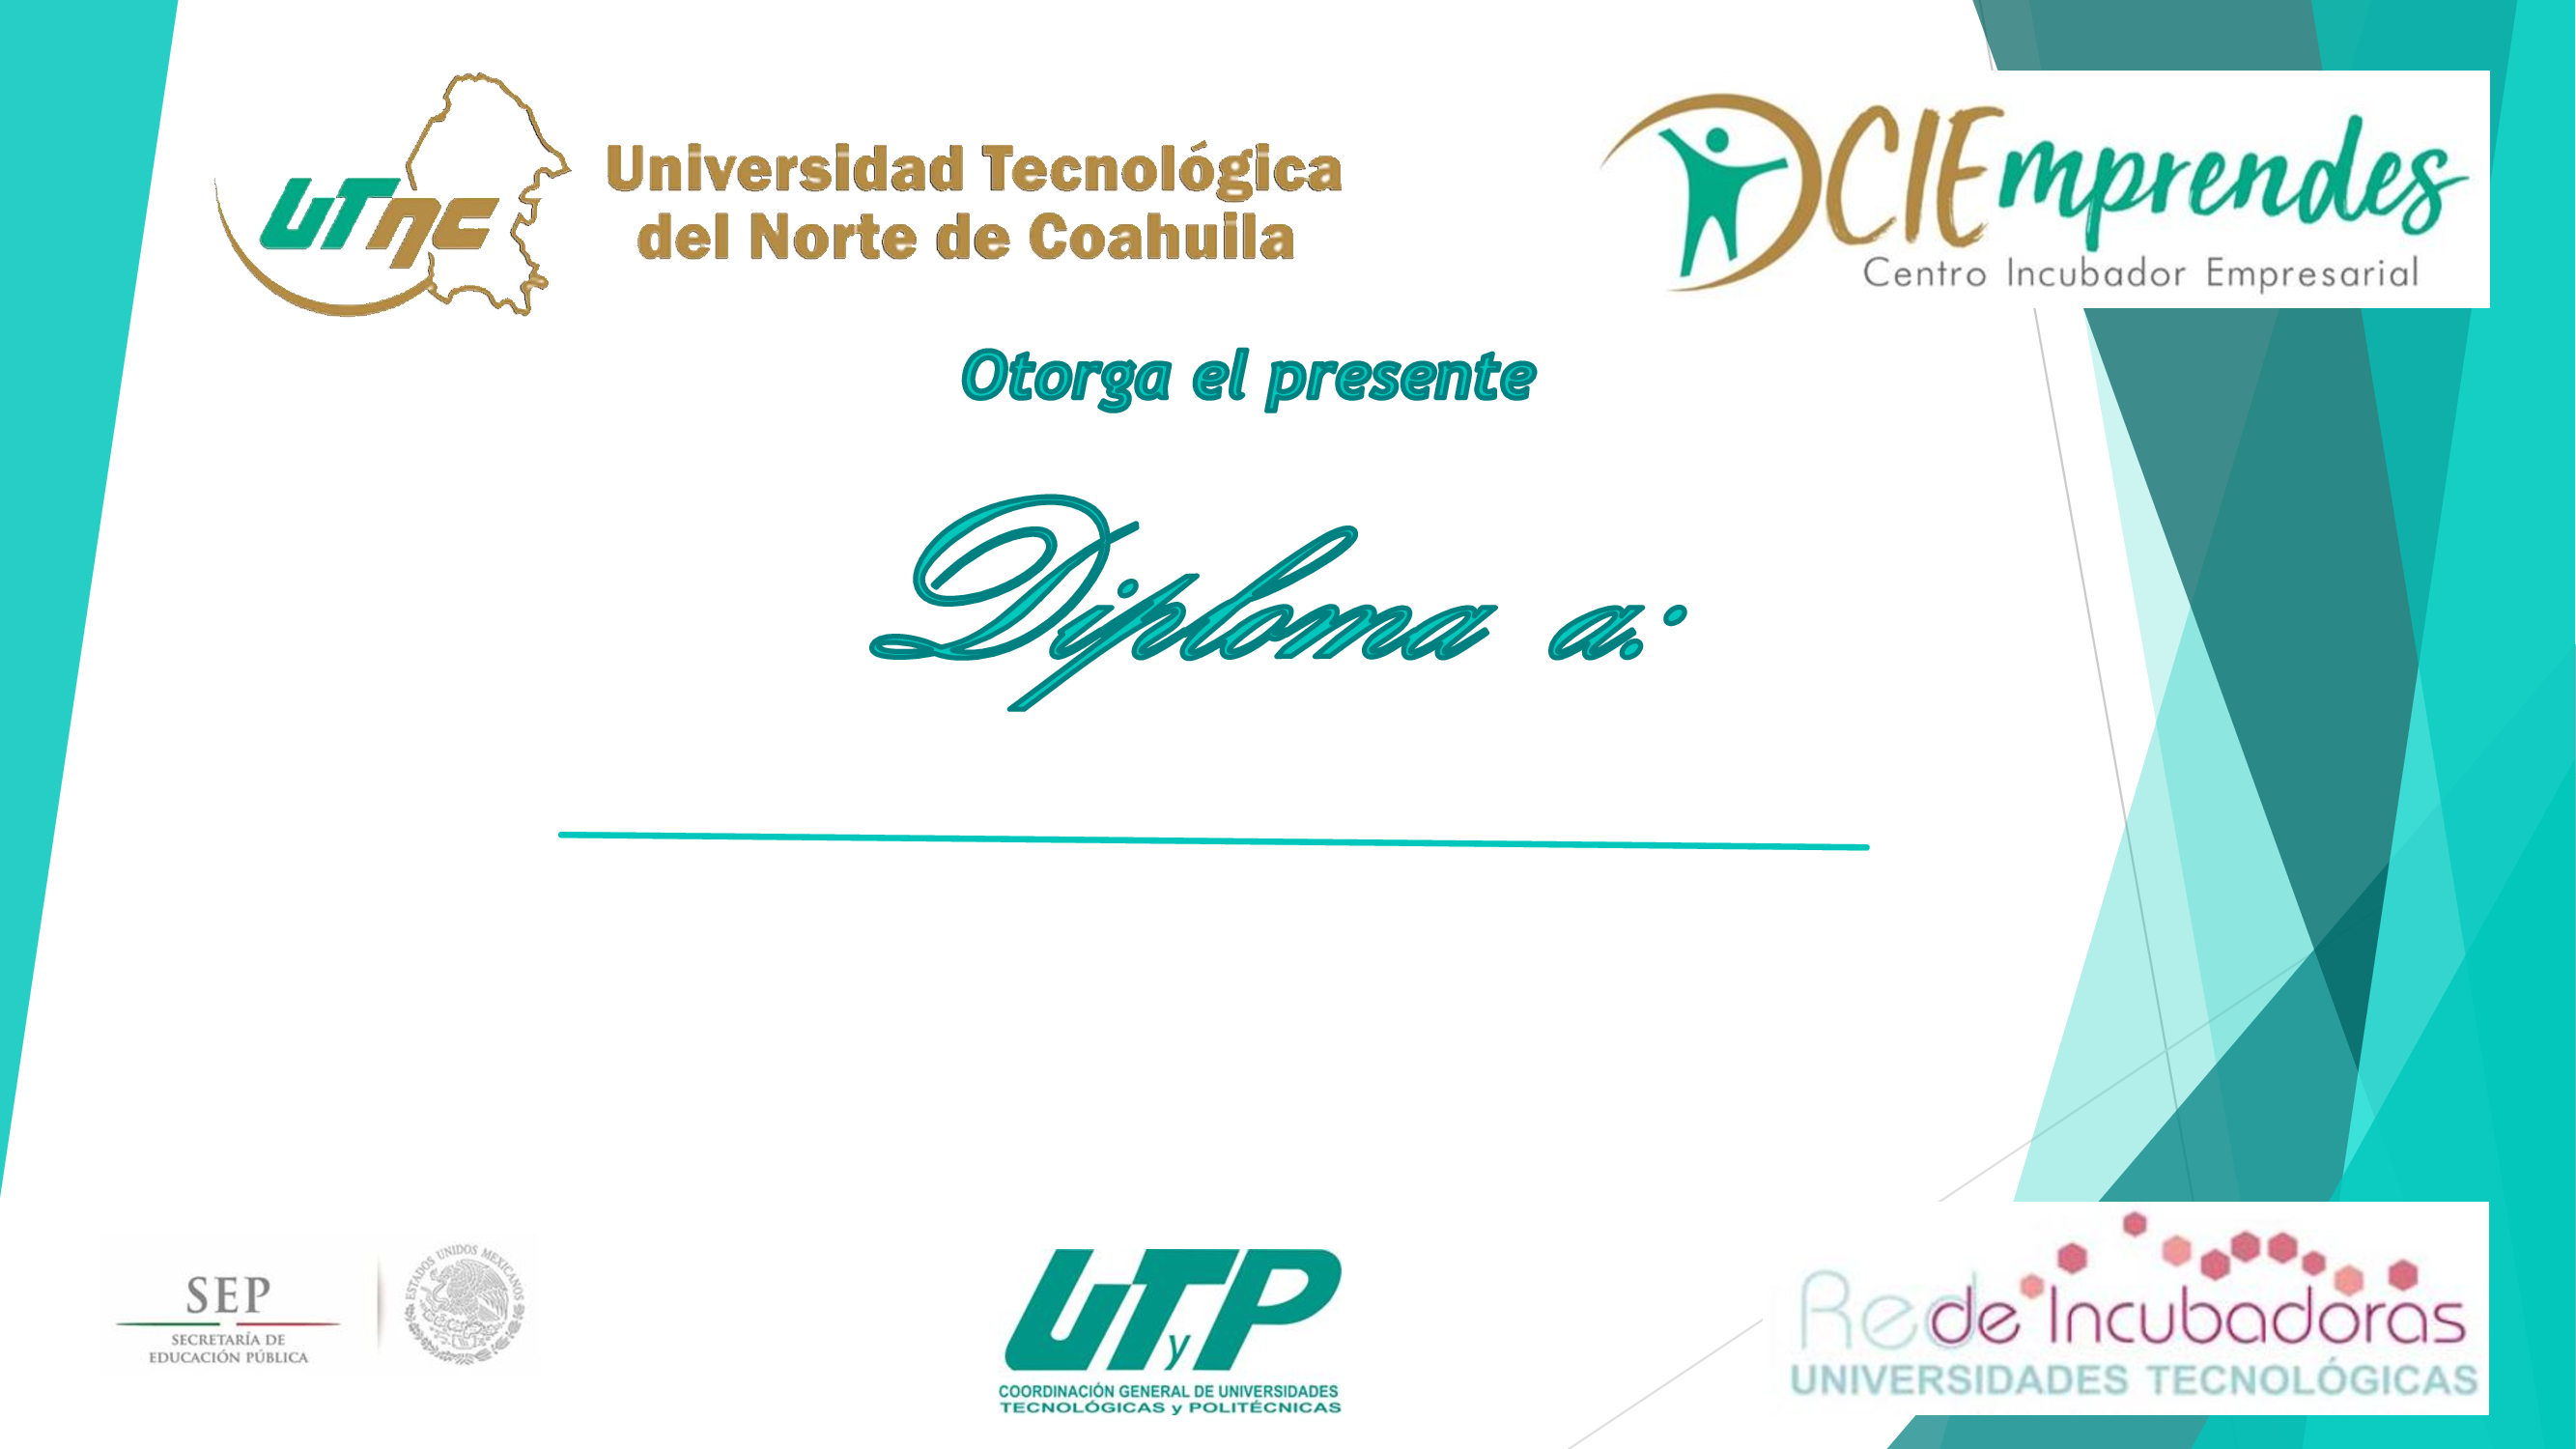 UTnc
Universidad Tecnológica
del Norte de Coahuila
CIEmprendes
Centro Incubador Empresarial
Otorga el presente
Diploma a:
SEP
SECRETARÍA DE
EDUCACIÓN PÚBLICA
ESTADOS UNIDOS MEXICANOS
UTyP
COORDINACIÓN GENERAL DE UNIVERSIDADES
TECNOLÓGICAS y POLITÉCNICAS
Red de Incubadoras
UNIVERSIDADES TECNOLÓGICAS